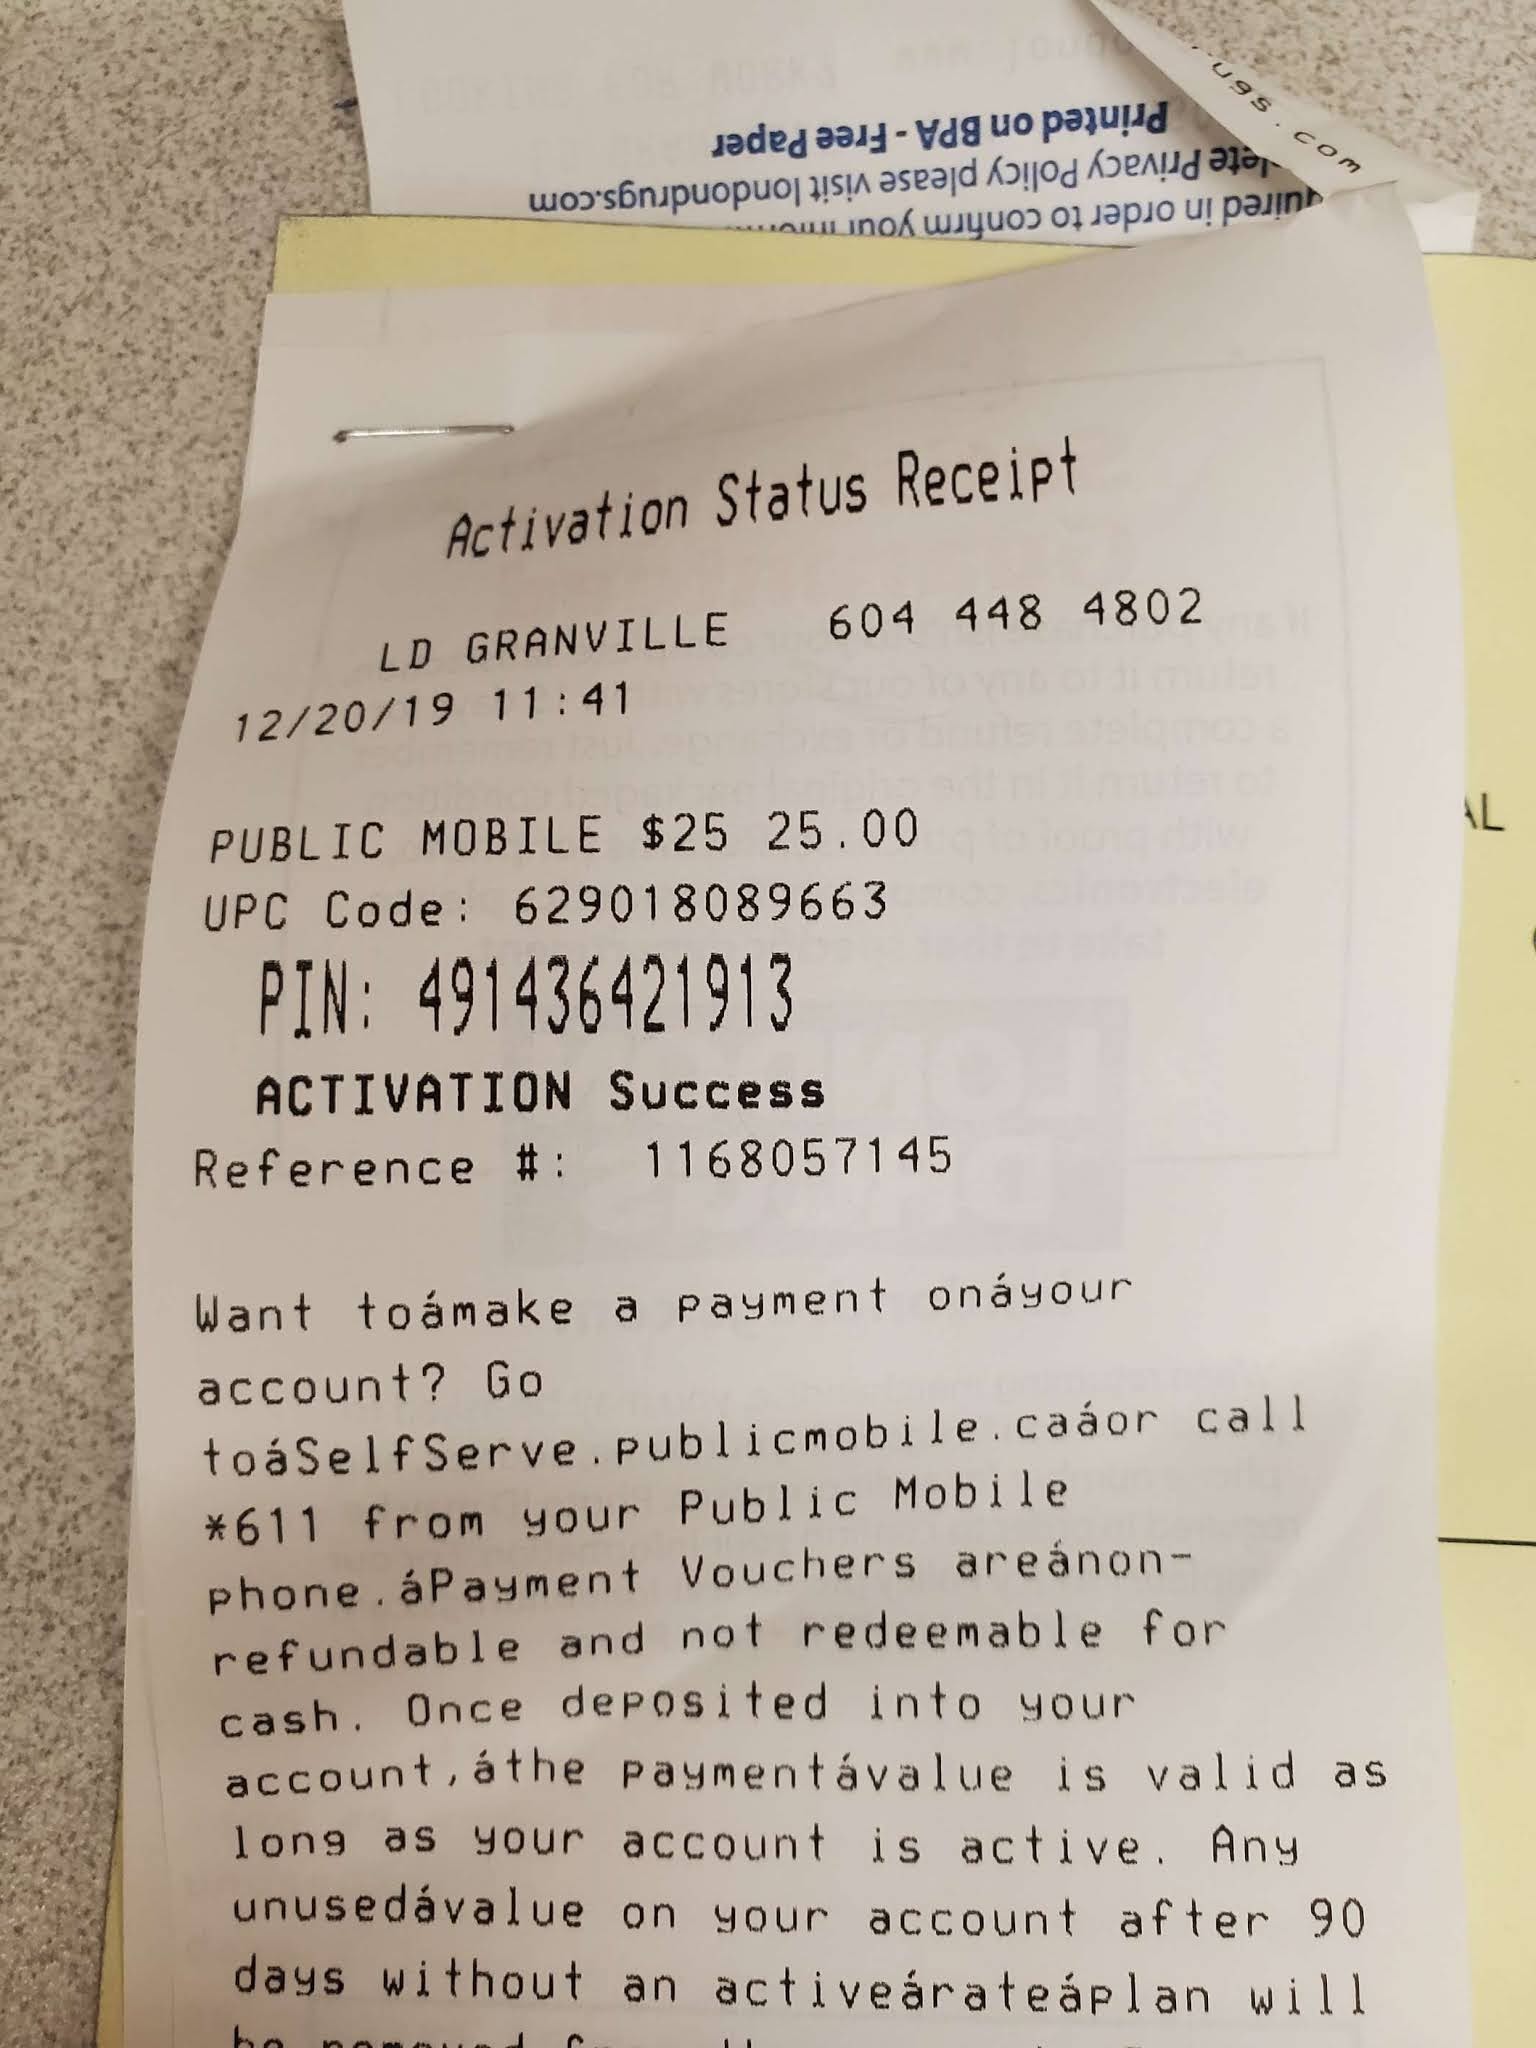 ugs.com
Printed on BPA - Free Paper
Privacy Policy please visit londondrugs.com
in order to confirm your
Activation Status Receipt
LD GRANVILLE 604 448 4802
12/20/19 11:41
PUBLIC MOBILE $25 25.00
UPC Code: 629018089663
PIN: 491436421913
ACTIVATION Success
Reference #: 1168057145
Want toámake a payment onáyour
account? Go
toáSelfServe.publicmobile.caáor call
*611 from your Public Mobile
phone.áPayment Vouchers areánon-
refundable and not redeemable for
cash. Once deposited into your
account,áthe paymentávalue is valid as
long as your account is active. Any
unusedávalue on your account after 90
days without an activeárateáplan will
AL